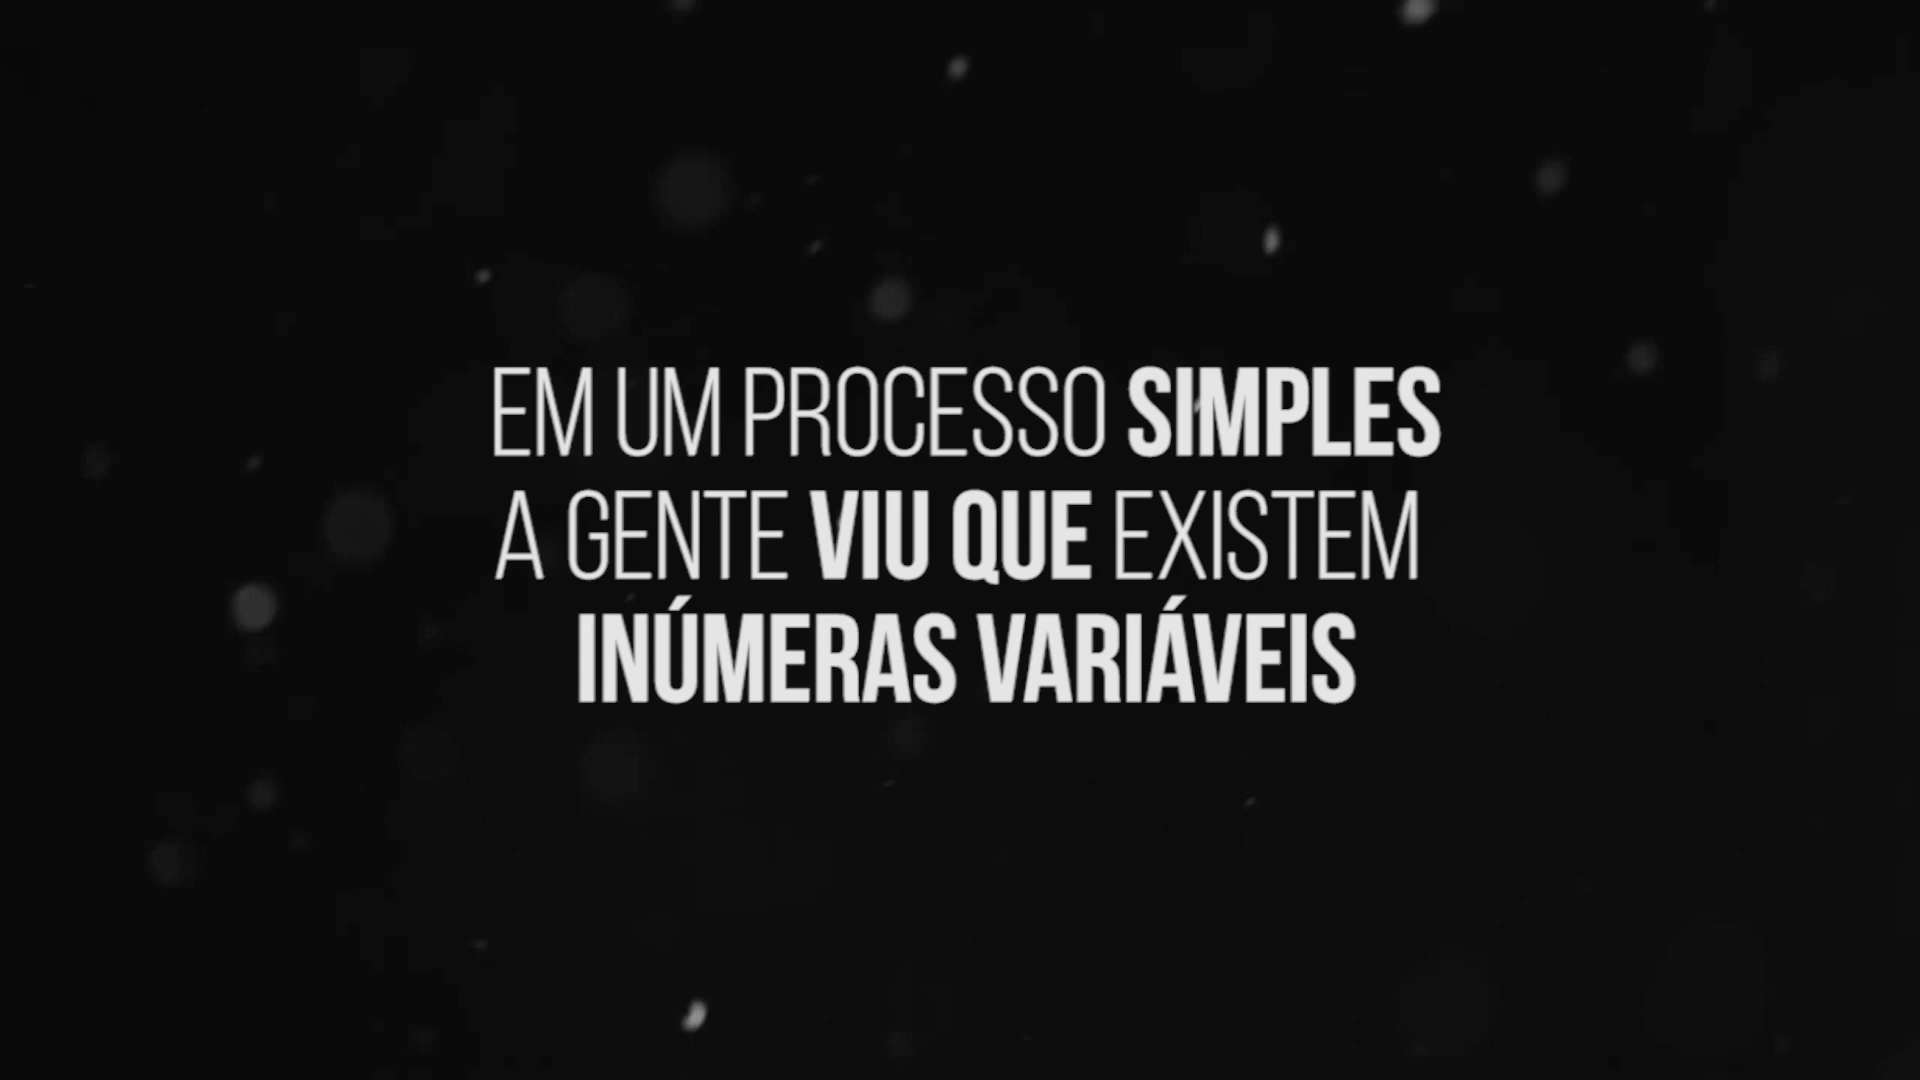 EM UM PROCESSO SIMPLES
A GENTE VIU QUE EXISTEM
INÚMERAS VARIÁVEIS